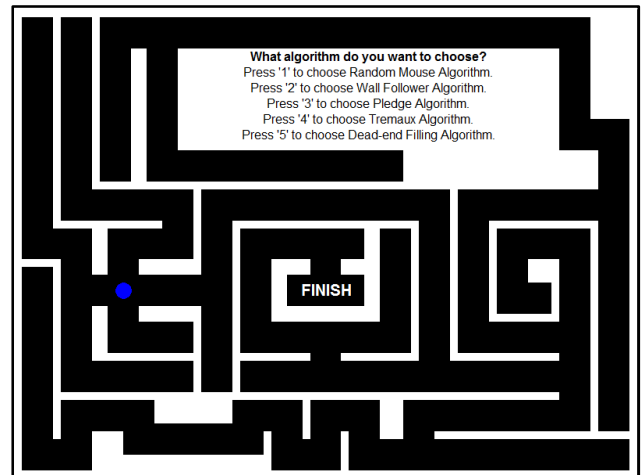 What algorithm do you want to choose?
Press '1' to choose Random Mouse Algorithm.
Press '2' to choose Wall Follower Algorithm.
Press '3' to choose Pledge Algorithm.
Press '4' to choose Tremaux Algorithm.
Press '5' to choose Dead-end Filling Algorithm.
FINISH